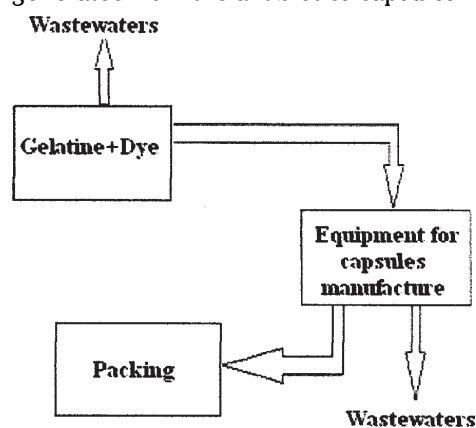 Wastewaters
Gelatine+Dye
Equipment for
capsules
manufacture
Packing
Wastewaters